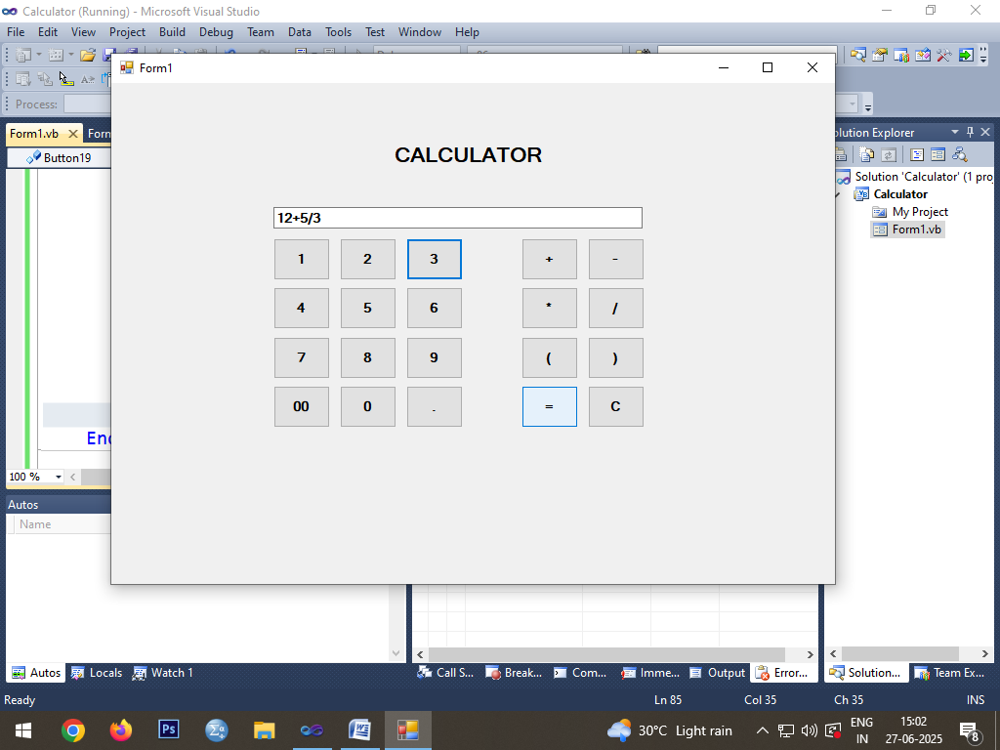 Calculator (Running) - Microsoft Visual Studio
File Edit View Project Build Debug Team Data Tools Test Window Help
Form1
Process:
Form1.vb
Button19
CALCULATOR
12+5/3
1 2 3 + -
4 5 6 * /
7 8 9 ( )
00 0 . = C
100 %
Autos
Name
Solution 'Calculator' (1
Calculator
My Project
Form1.vb
Explorer
Autos Locals Watch 1
Call S... Break... Com... Imme... Output Error...
Solution... Team Ex...
Ready Ln 85 Col 35 Ch 35 INS
Ps Σ W
30°C Light rain
ENG
IN
15:02
27-06-2025
8